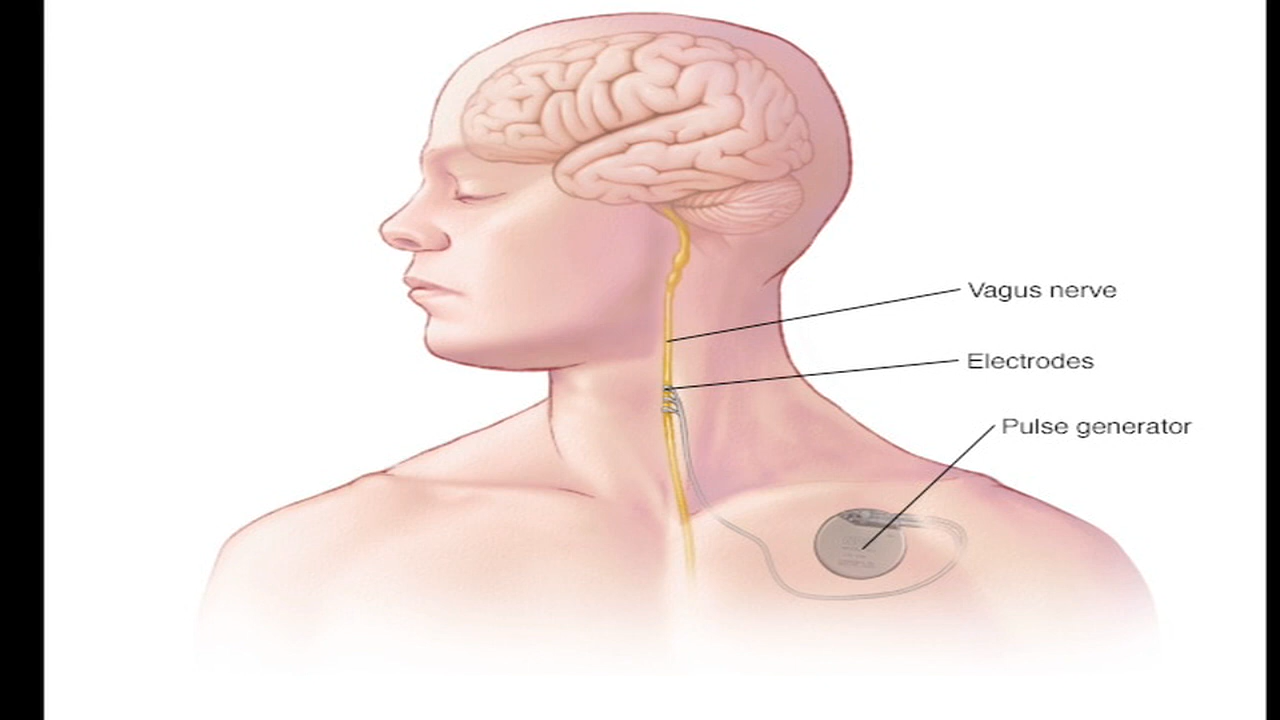 Vagus nerve
Electrodes
Pulse generator